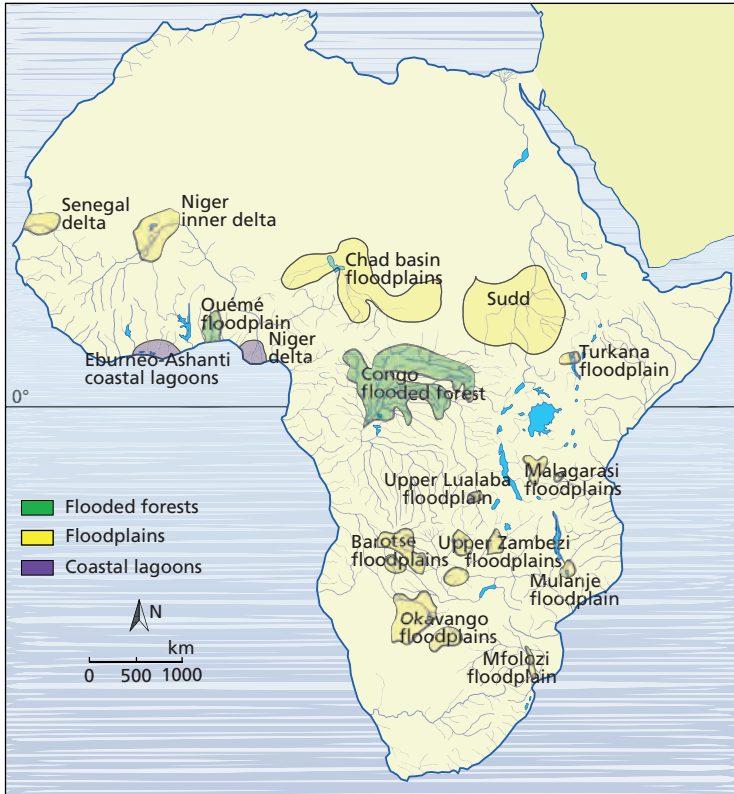 Senegal
delta
Niger
inner delta
Chad basin
floodplains
Sudd
Ouémé
floodplain
Niger
delta
Eburneo-Ashanti
coastal lagoons
Turkana
floodplain
Congo
flooded forest
0°
Upper Lualaba
floodplain
Malagarasi
floodplains
Flooded forests
Floodplains
Coastal lagoons
Barotse
floodplains
Upper Zambezi
floodplains
Mulanje
floodplain
N
km
0 500 1000
Okavango
floodplains
Mfolozi
floodplain